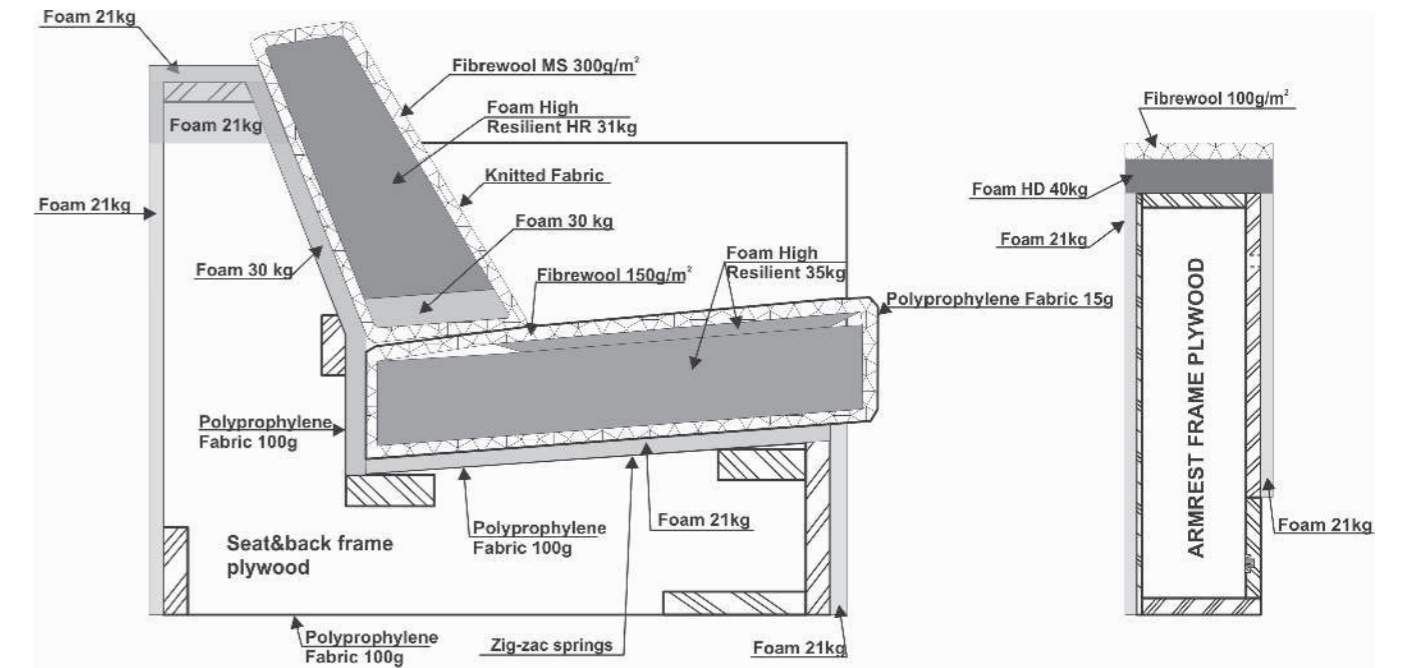 Foam 21kg
Fibrewool MS 300g/m²
Foam High
Resilient HR 31kg
Foam 21kg
Knitted Fabric
Foam 21kg
Foam 30 kg
Foam 30 kg
Foam High
Resilient 35kg
Fibrewool 150g/m²
Polyprophylene Fabric 15g
Polyprophylene
Fabric 100g
Foam 21kg
Polyprophylene
Fabric 100g
Seat&back frame
plywood
Polyprophylene
Fabric 100g
Zig-zac springs
Foam 21kg
Fibrewool 100g/m²
Foam HD 40kg
Foam 21kg
ARMREST FRAME PLYWOOD
Foam 21kg